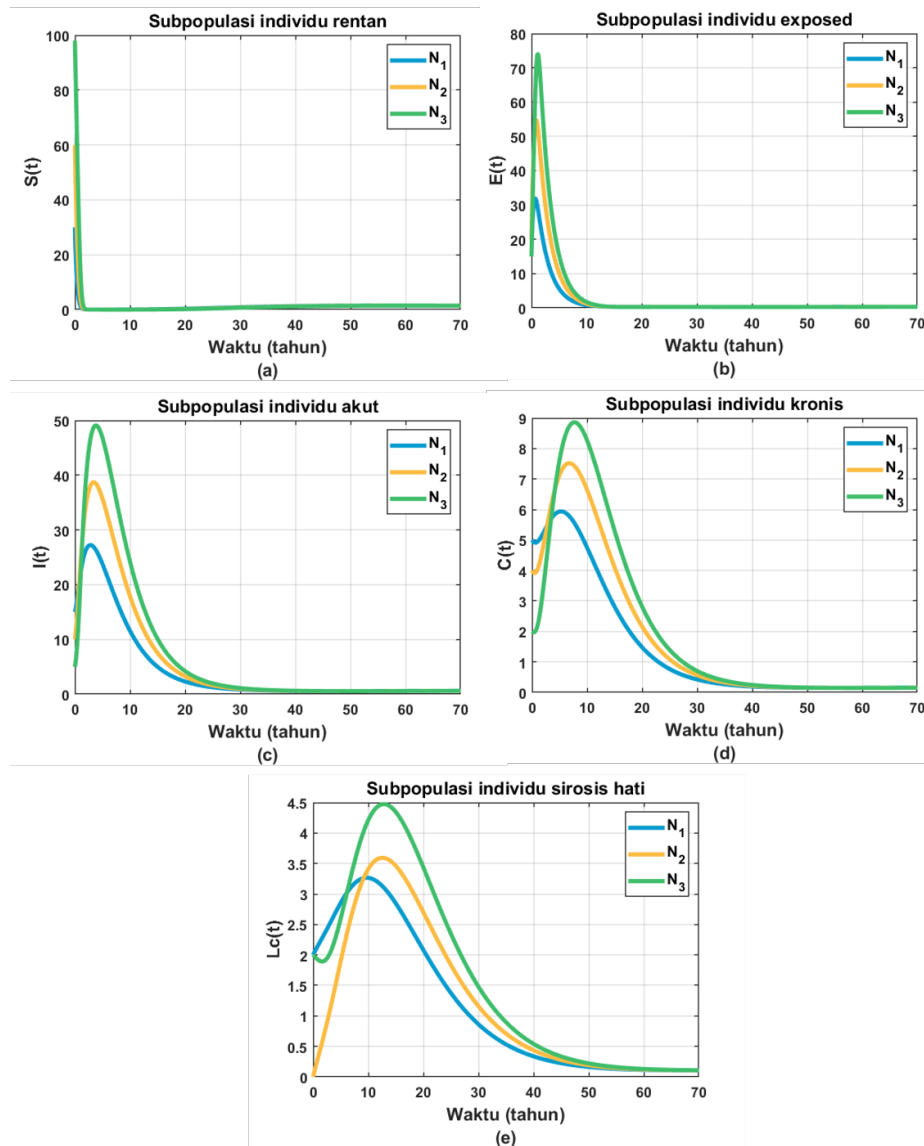 Subpopulasi individu rentan
100
80
60
40
20
0
S(t)
N1
N2
N3
0 10 20 30 40 50 60 70
Waktu (tahun)
(a)
Subpopulasi individu exposed
80
70
60
50
40
30
20
10
0
E(t)
N1
N2
N3
0 10 20 30 40 50 60 70
Waktu (tahun)
(b)
Subpopulasi individu akut
50
40
30
20
10
0
I(t)
N1
N2
N3
0 10 20 30 40 50 60 70
Waktu (tahun)
(c)
Subpopulasi individu kronis
9
8
7
6
5
4
3
2
1
0
C(t)
N1
N2
N3
0 10 20 30 40 50 60 70
Waktu (tahun)
(d)
Subpopulasi individu sirosis hati
4.5
4
3.5
3
2.5
2
1.5
1
0.5
0
Lc(t)
N1
N2
N3
0 10 20 30 40 50 60 70
Waktu (tahun)
(e)